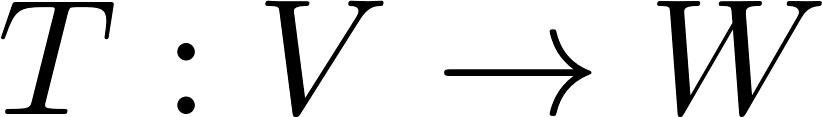 T : V → W